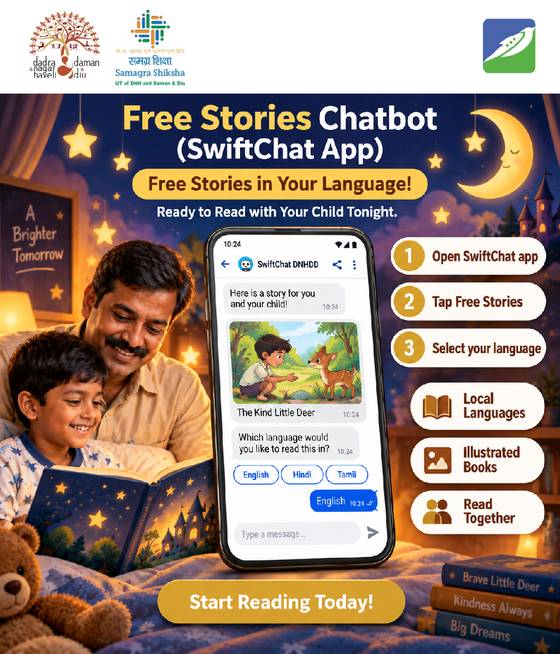 dadra
& nagar
haveli
daman
& diu
समग्र शिक्षा
Samagra Shiksha
UT of DNH and Daman & Diu
Free Stories Chatbot
(SwiftChat App)
Free Stories in Your Language!
Ready to Read with Your Child Tonight.
A
Brighter
Tomorrow
10:24
SwiftChat DNHDD
Here is a story for you
and your child!
10:24
The Kind Little Deer
10:24
Which language would
you like to read this in?
10:24
English
Hindi
Tamil
English
10:24
Type a message...
1 Open SwiftChat app
2 Tap Free Stories
3 Select your language
Local
Languages
Illustrated
Books
Read
Together
Start Reading Today!
Brave Little Deer
Kindness Always
Big Dreams